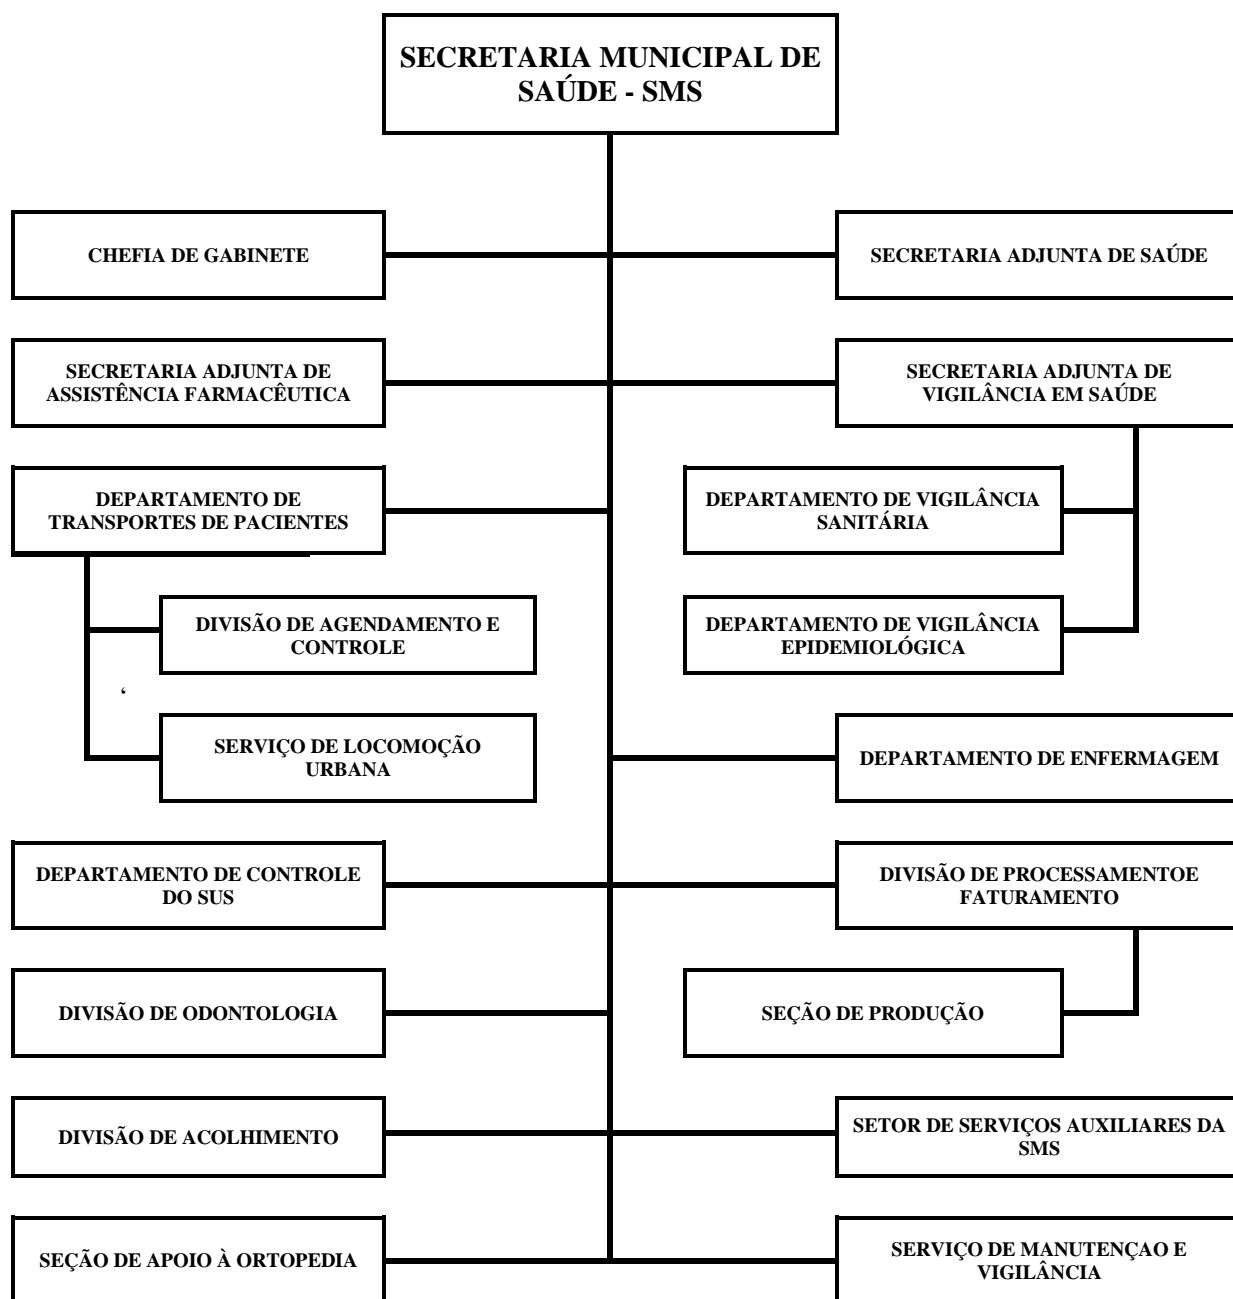 SECRETARIA MUNICIPAL DE
SAÚDE - SMS
CHEFIA DE GABINETE
SECRETARIA ADJUNTA DE SAÚDE
SECRETARIA ADJUNTA DE
ASSISTÊNCIA FARMACÊUTICA
SECRETARIA ADJUNTA DE
VIGILÂNCIA EM SAÚDE
DEPARTAMENTO DE
TRANSPORTES DE PACIENTES
DEPARTAMENTO DE VIGILÂNCIA
SANITÁRIA
DIVISÃO DE AGENDAMENTO E
CONTROLE
DEPARTAMENTO DE VIGILÂNCIA
EPIDEMIOLÓGICA
‘
SERVIÇO DE LOCOMOÇÃO
URBANA
DEPARTAMENTO DE ENFERMAGEM
DEPARTAMENTO DE CONTROLE
DO SUS
DIVISÃO DE PROCESSAMENTOE
FATURAMENTO
DIVISÃO DE ODONTOLOGIA
SEÇÃO DE PRODUÇÃO
DIVISÃO DE ACOLHIMENTO
SETOR DE SERVIÇOS AUXILIARES DA
SMS
SEÇÃO DE APOIO À ORTOPEDIA
SERVIÇO DE MANUTENÇAO E
VIGILÂNCIA